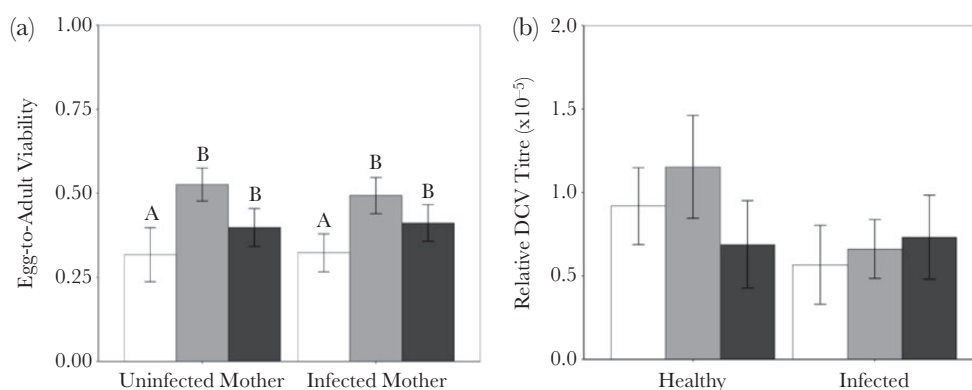 (a)
1.00
0.75
0.50
0.25
0.00
Egg-to-Adult Viability
A
B
B
A
B
B
Uninfected Mother
Infected Mother
(b)
2.0
1.5
1.0
0.5
0.0
Relative DCV Titre (x10⁻⁵)
Healthy
Infected